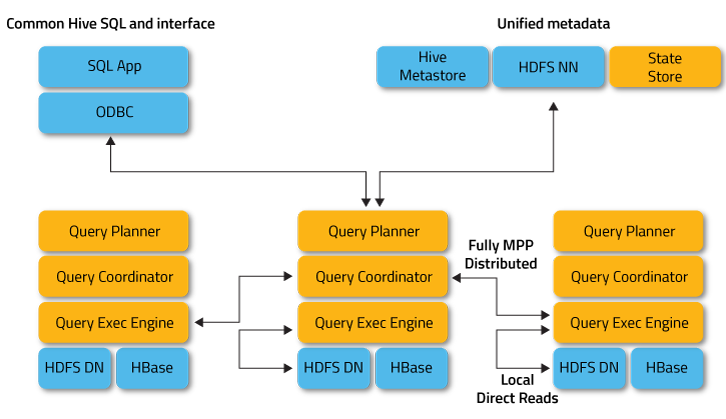 Common Hive SQL and interface
Unified metadata
SQL App
ODBC
Hive
Metastore
HDFS NN
State
Store
Query Planner
Query Coordinator
Query Exec Engine
HDFS DN
HBase
Query Planner
Query Coordinator
Query Exec Engine
HDFS DN
HBase
Fully MPP
Distributed
Query Planner
Query Coordinator
Query Exec Engine
HDFS DN
HBase
Local
Direct Reads